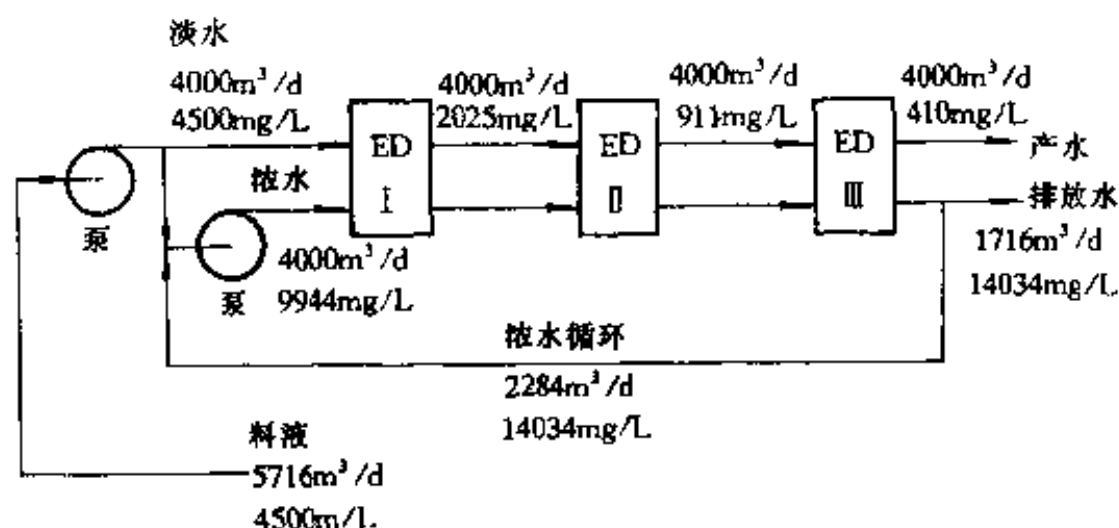 淡水
4000m³/d
4500mg/L
4000m³/d
2025mg/L
4000m³/d
911mg/L
4000m³/d
410mg/L
ED
Ⅰ
ED
Ⅱ
ED
Ⅲ
产水
浓水
排放水
泵
泵
4000m³/d
9944mg/L
1716m³/d
14034mg/L
浓水循环
2284m³/d
14034mg/L
料液
5716m³/d
4500m/L